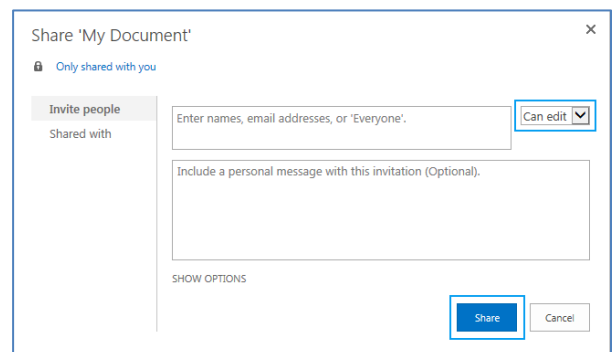 Share 'My Document'
Only shared with you
Invite people
Shared with
Enter names, email addresses, or 'Everyone'.
Can edit
Include a personal message with this invitation (Optional).
SHOW OPTIONS
Share
Cancel